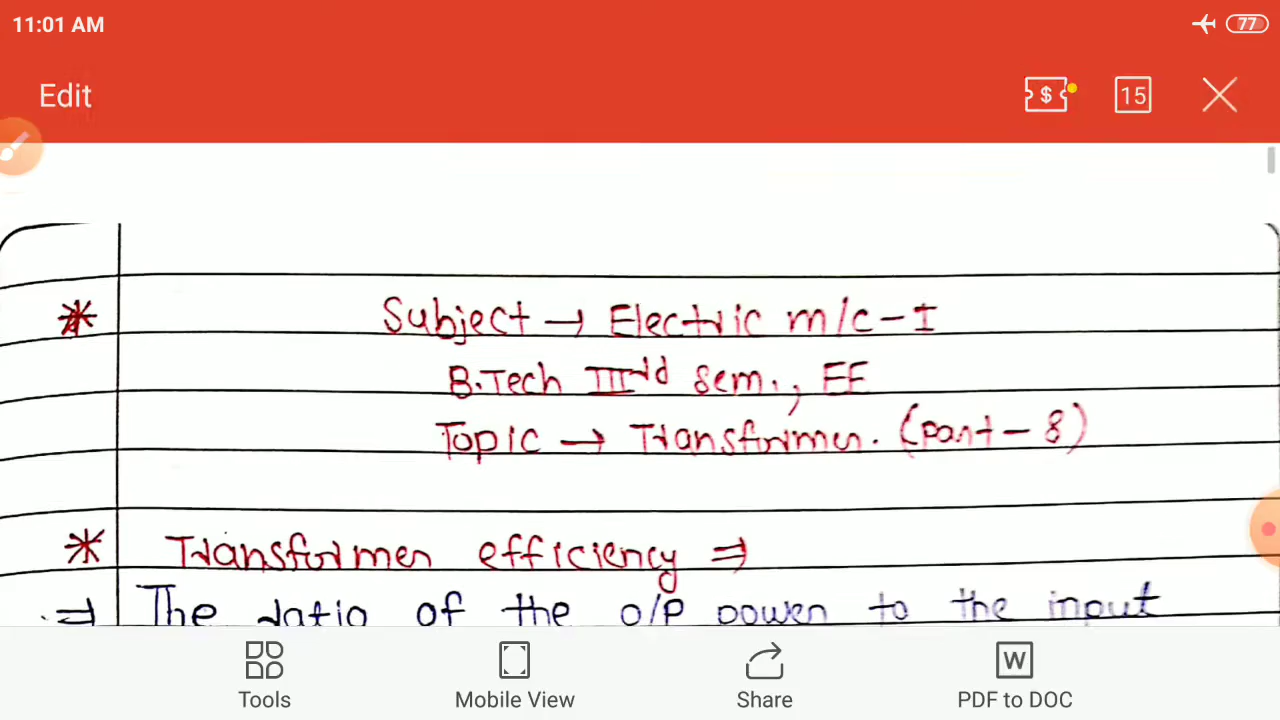 11:01 AM
77
Edit
$
15
* Subject → Electric m/c-I
B.Tech IIIrd sem., EE
Topic → Transformer. (Part-8)
* Transformer efficiency ⇒
⇒ The ratio of the o/p power to the input
Tools
Mobile View
Share
W
PDF to DOC